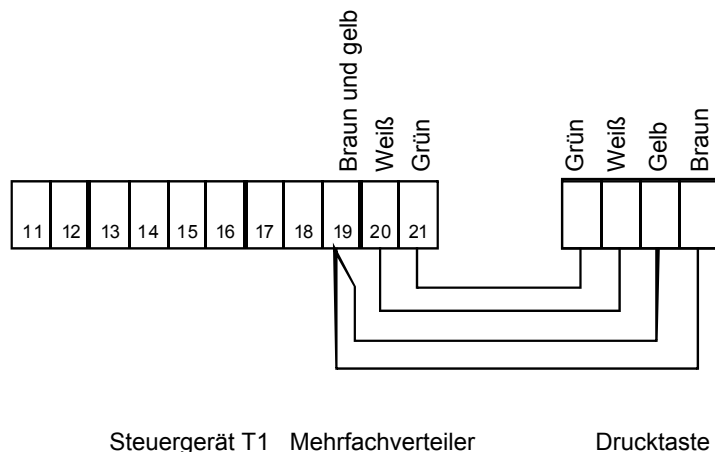 Braun und gelb
Weiß
Grün
Grün
Weiß
Gelb
Braun
11 12 13 14 15 16 17 18 19 20 21
Steuergerät T1 Mehrfachverteiler Drucktaste